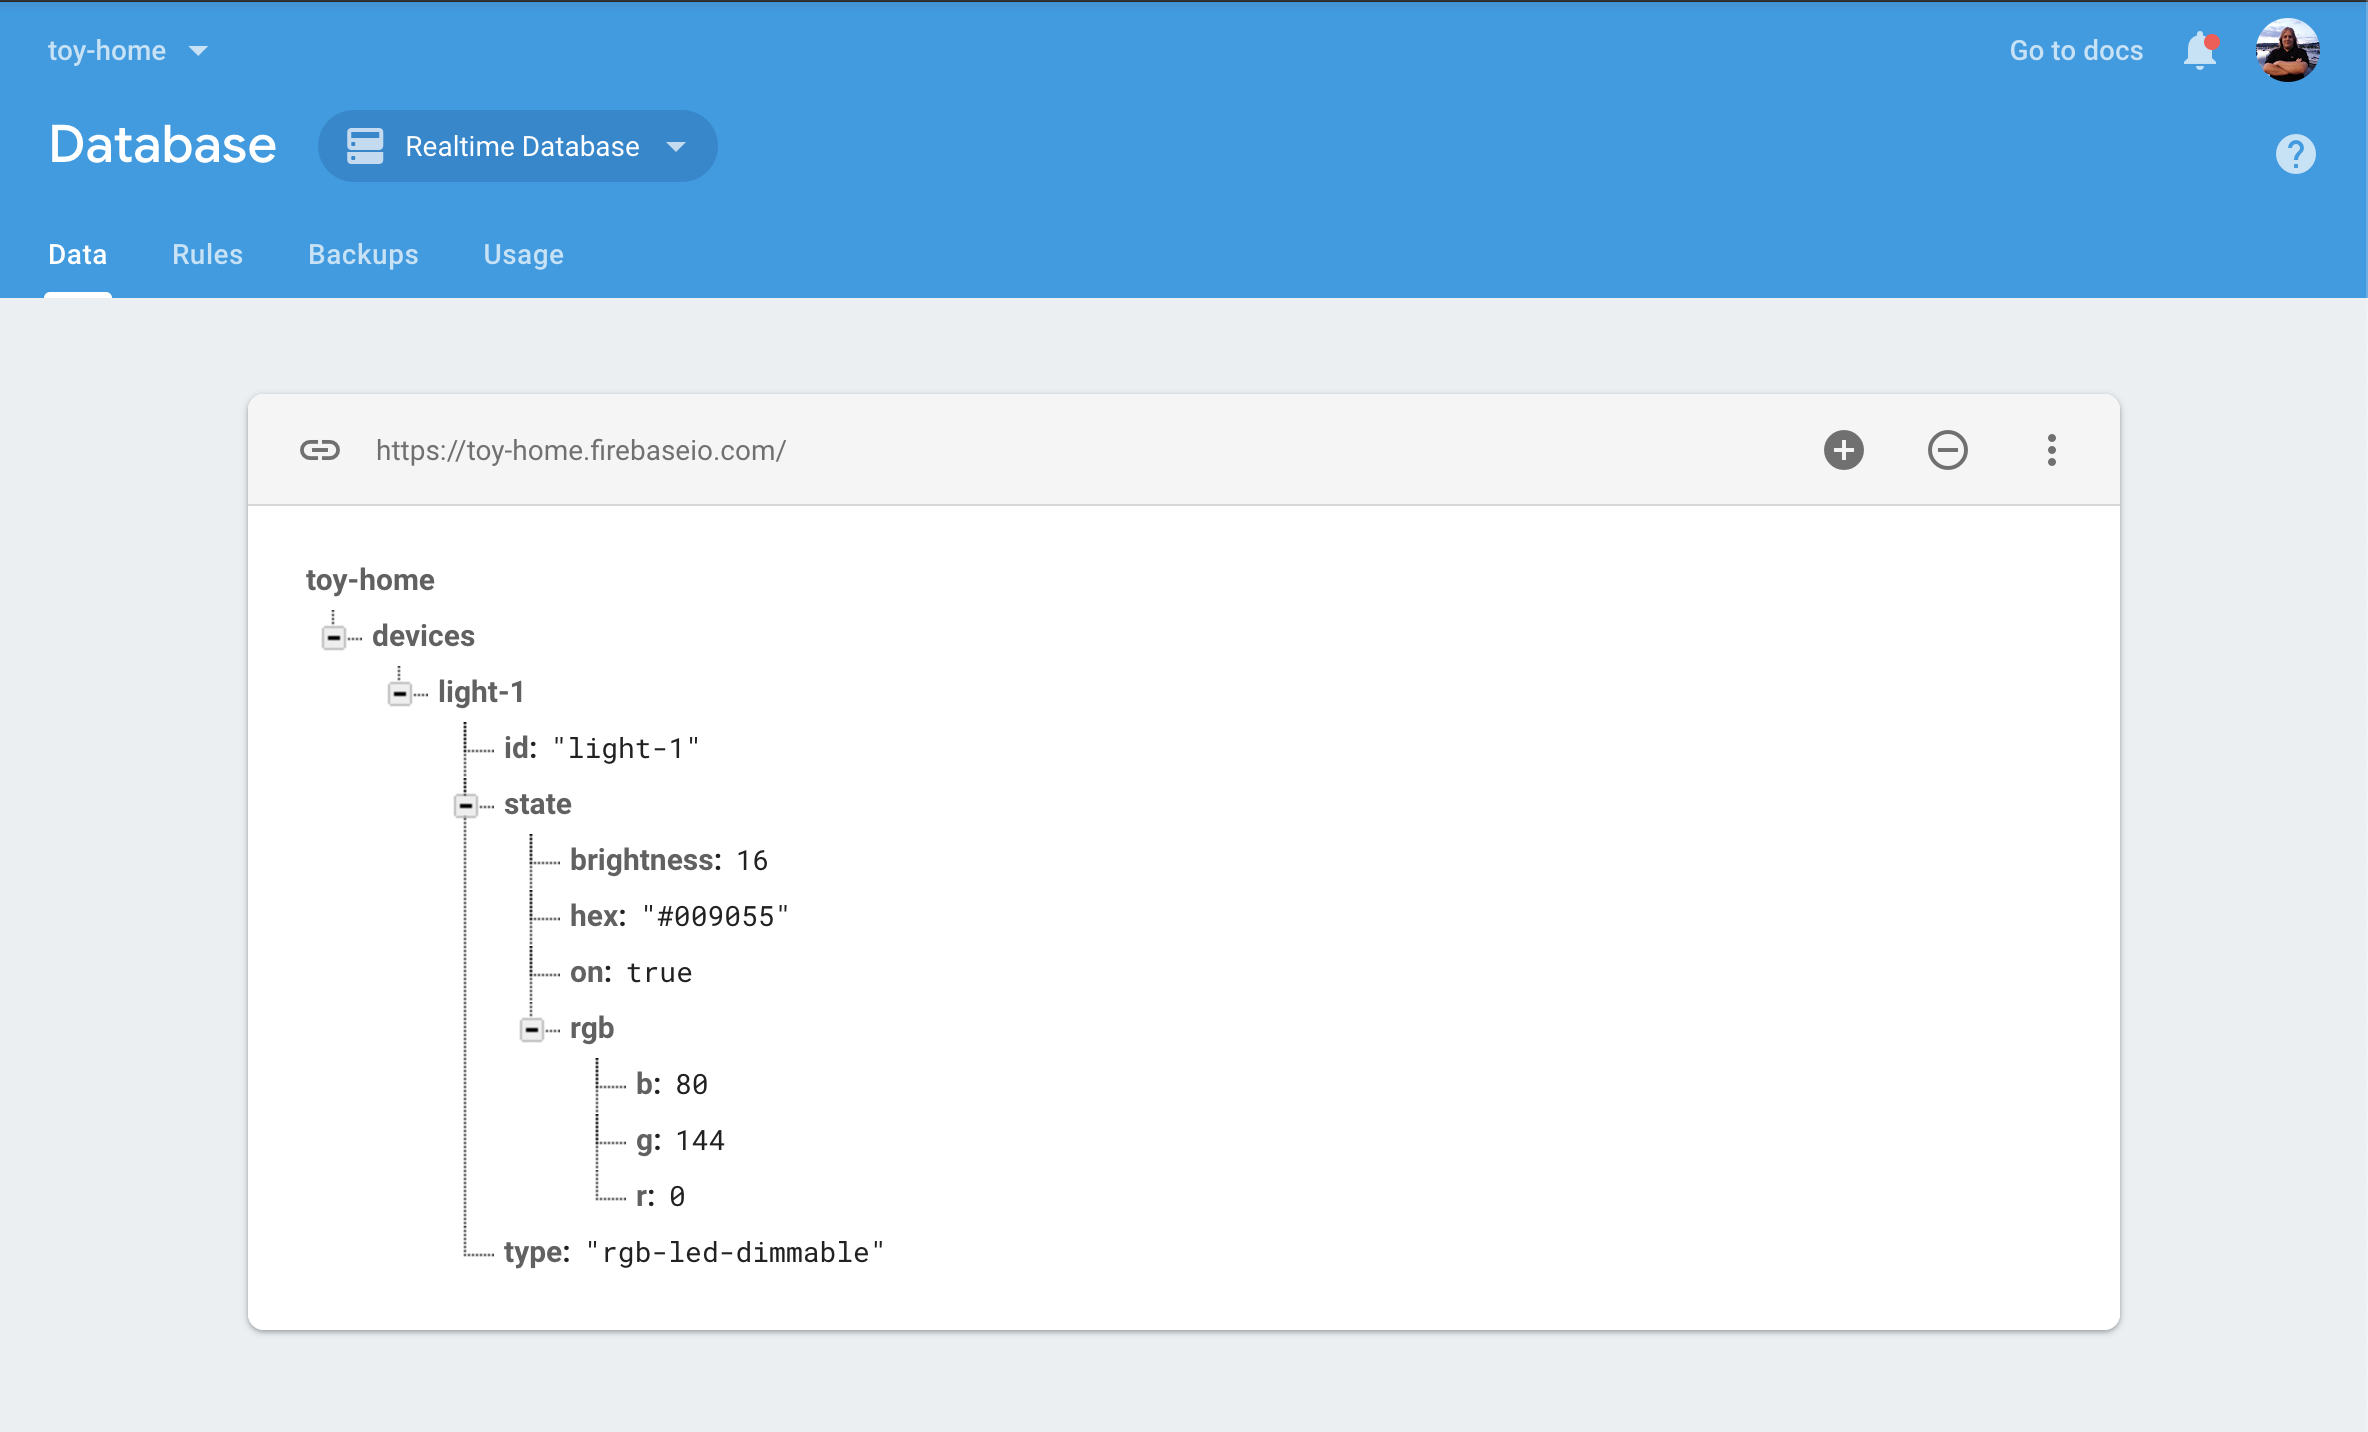 toy-home
Go to docs
Database
Realtime Database
?
Data Rules Backups Usage
https://toy-home.firebaseio.com/
toy-home
devices
light-1
id: "light-1"
state
brightness: 16
hex: "#009055"
on: true
rgb
b: 80
g: 144
r: 0
type: "rgb-led-dimmable"